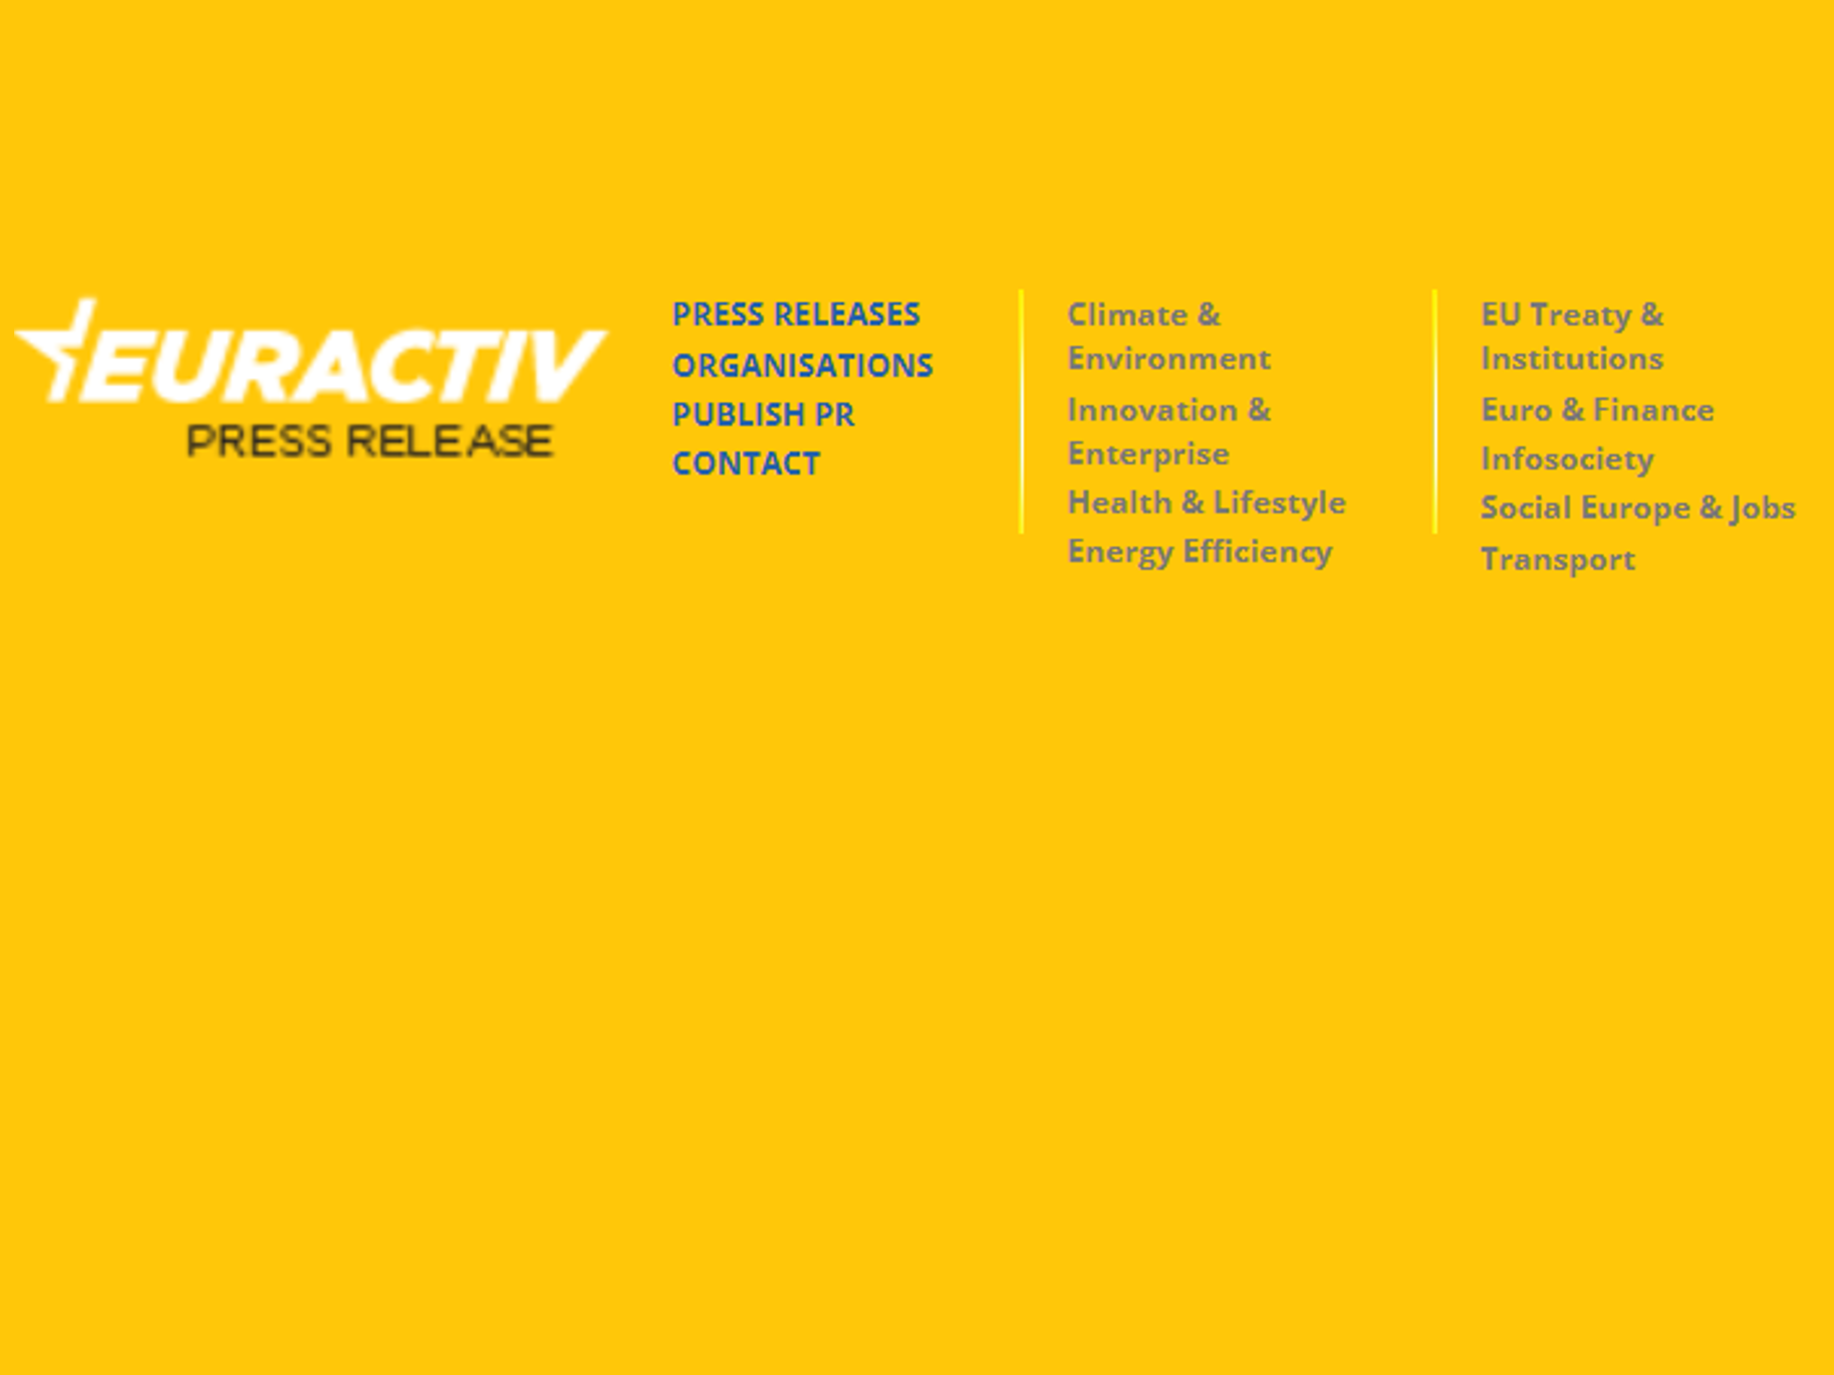 EURACTIV
PRESS RELEASE
PRESS RELEASES
ORGANISATIONS
PUBLISH PR
CONTACT
Climate &
Environment
Innovation &
Enterprise
Health & Lifestyle
Energy Efficiency
EU Treaty &
Institutions
Euro & Finance
Infosociety
Social Europe & Jobs
Transport